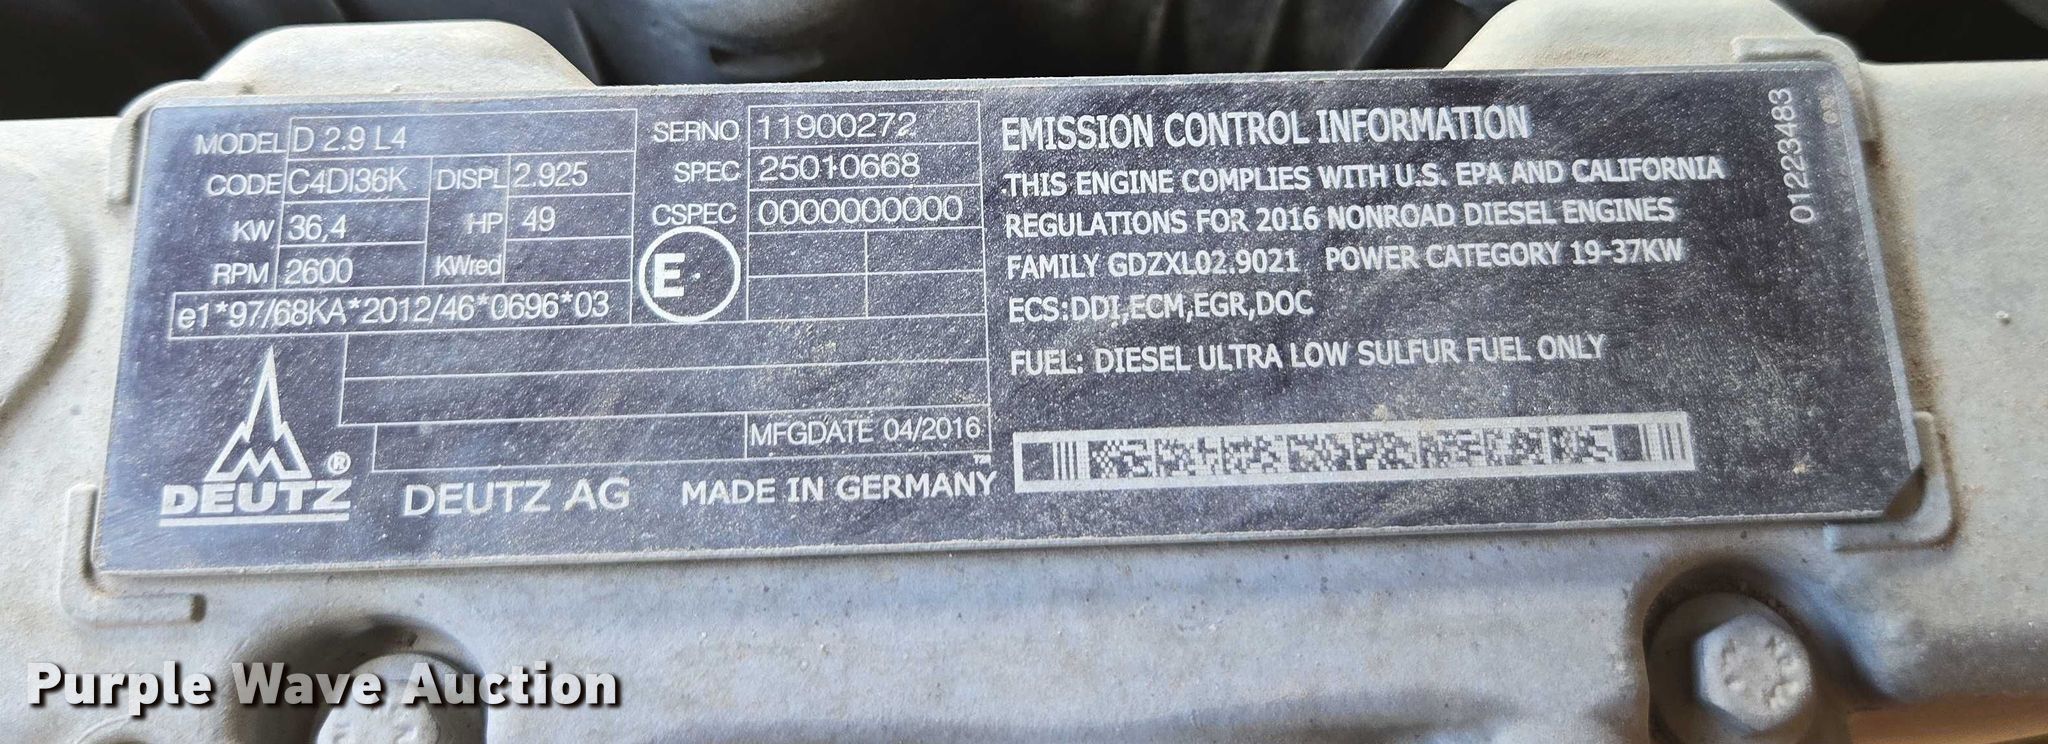 MODEL D 2.9 L4
CODE C4DI36K DISPL 2.925
KW 36,4 HP 49
RPM 2600 KWred
e1*97/68KA*2012/46*0696*03
SERNO 11900272
SPEC 25010668
CSPEC 0000000000
E
MFGDATE 04/2016
DEUTZ ®
DEUTZ AG MADE IN GERMANY
EMISSION CONTROL INFORMATION
THIS ENGINE COMPLIES WITH U.S. EPA AND CALIFORNIA
REGULATIONS FOR 2016 NONROAD DIESEL ENGINES
FAMILY GDZXL02.9021 POWER CATEGORY 19-37KW
ECS:DDI,ECM,EGR,DOC
FUEL: DIESEL ULTRA LOW SULFUR FUEL ONLY
01223483
Purple Wave Auction